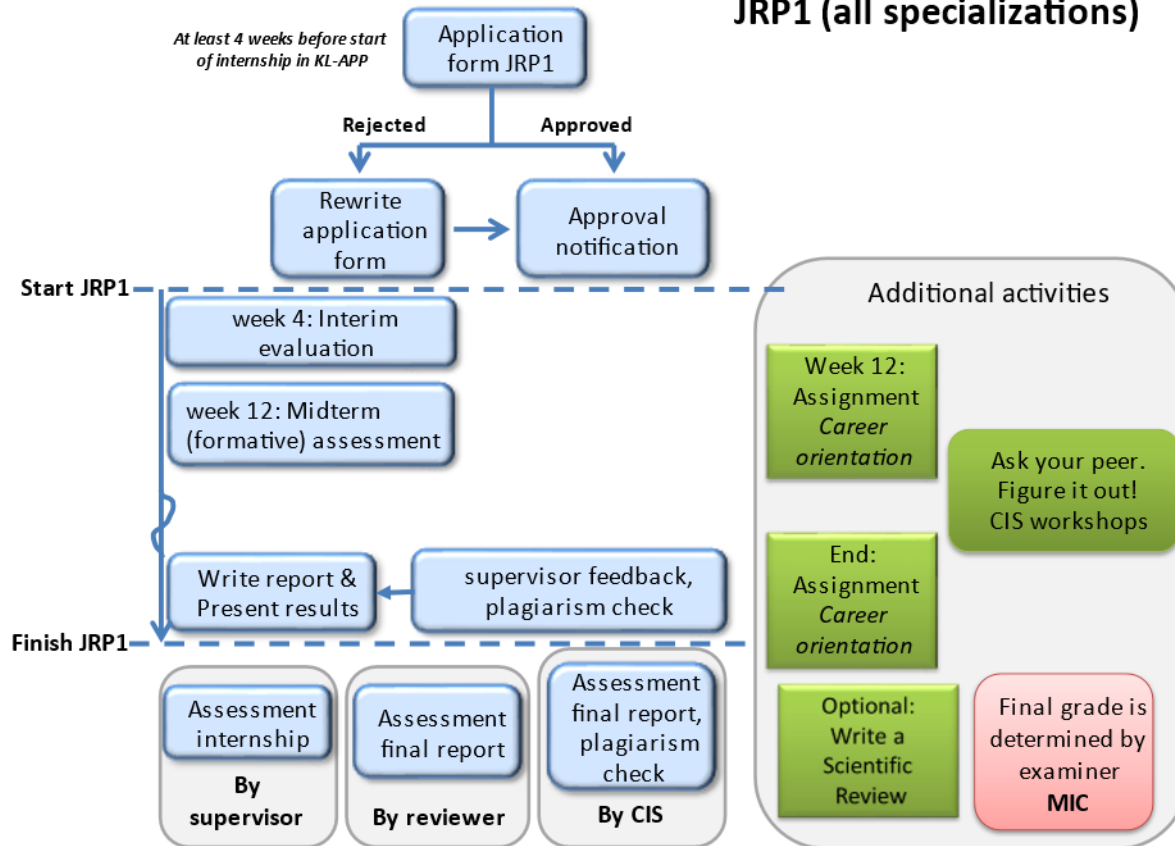 JRP1 (all specializations)
At least 4 weeks before start
of internship in KL-APP
Application
form JRP1
Rejected
Approved
Rewrite
application
form
Approval
notification
Start JRP1
week 4: Interim
evaluation
week 12: Midterm
(formative) assessment
Write report &
Present results
supervisor feedback,
plagiarism check
Finish JRP1
Assessment
internship
By
supervisor
Assessment
final report
By reviewer
Assessment
final report,
plagiarism
check
By CIS
Additional activities
Week 12:
Assignment
Career
orientation
Ask your peer.
Figure it out!
CIS workshops
End:
Assignment
Career
orientation
Optional:
Write a
Scientific
Review
Final grade is
determined by
examiner
MIC